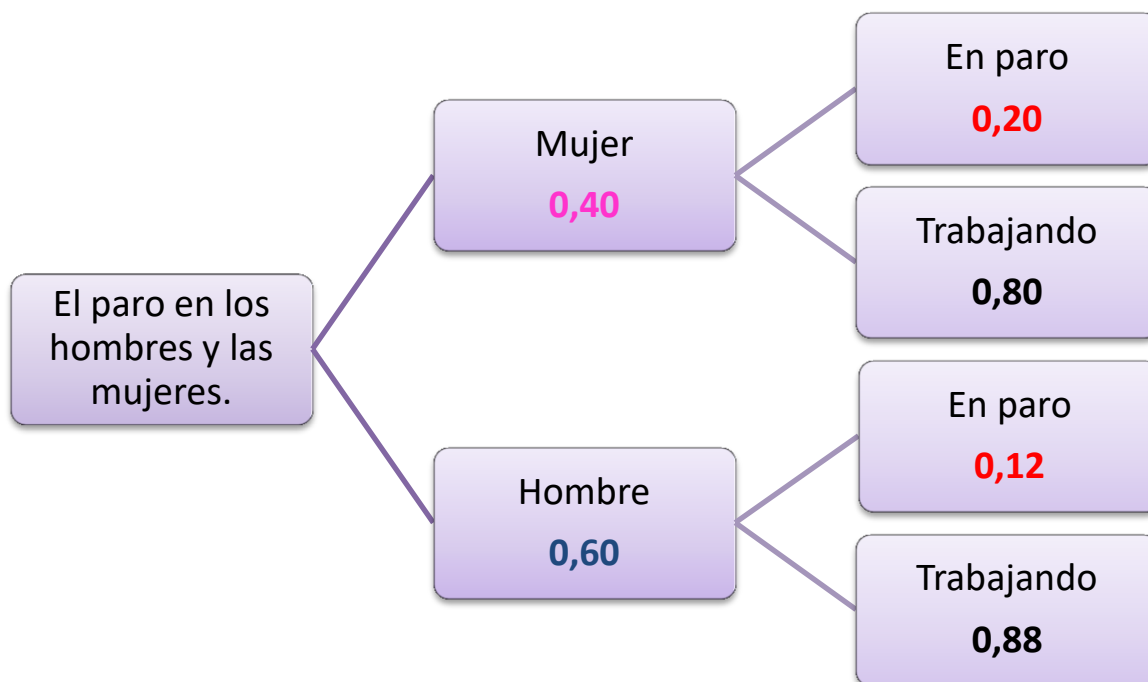 El paro en los
hombres y las
mujeres.
Mujer
0,40
En paro
0,20
Trabajando
0,80
Hombre
0,60
En paro
0,12
Trabajando
0,88